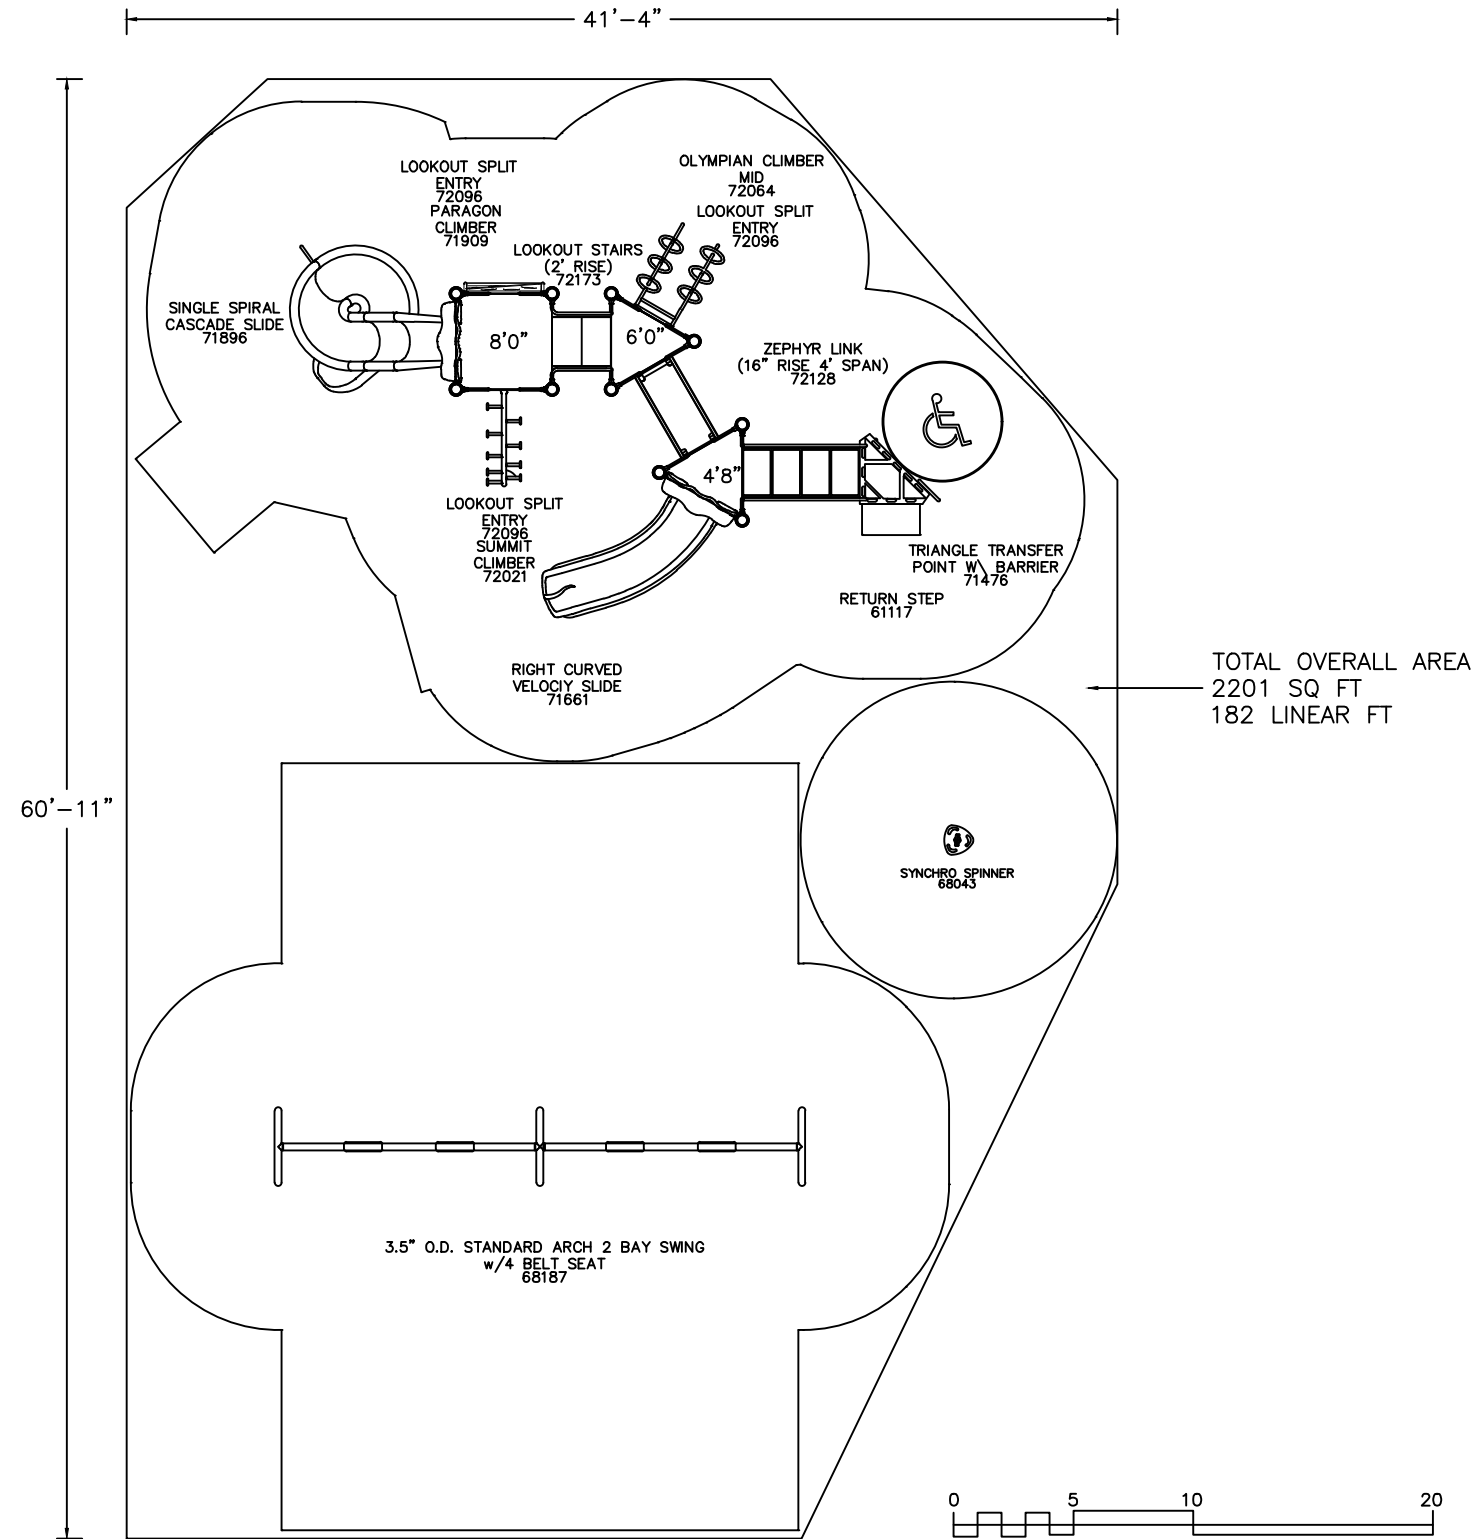 41'-4"
LOOKOUT SPLIT
ENTRY
72096
PARAGON
CLIMBER
71909
OLYMPIAN CLIMBER
MID
72064
LOOKOUT SPLIT
ENTRY
72096
LOOKOUT STAIRS
(2' RISE)
72173
SINGLE SPIRAL
CASCADE SLIDE
71896
8'0"
6'0"
ZEPHYR LINK
(16" RISE 4' SPAN)
72128
4'8"
LOOKOUT SPLIT
ENTRY
72096
SUMMIT
CLIMBER
72021
TRIANGLE TRANSFER
POINT W\ BARRIER
71476
RETURN STEP
61117
RIGHT CURVED
VELOCIY SLIDE
71661
TOTAL OVERALL AREA
2201 SQ FT
182 LINEAR FT
60'-11"
SYNCHRO SPINNER
68043
3.5" O.D. STANDARD ARCH 2 BAY SWING
w/4 BELT SEAT
68187
0 5 10 20